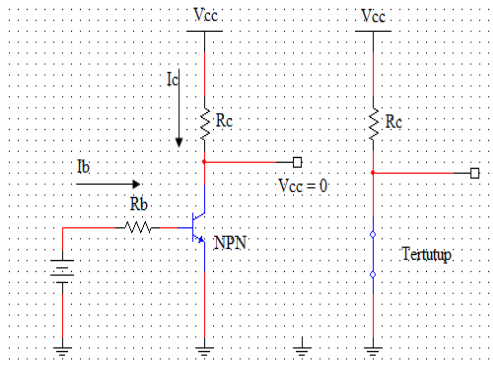 Vcc
Vcc
Ic
Rc
Rc
Ib
Vcc = 0
Rb
NPN
Tertutup